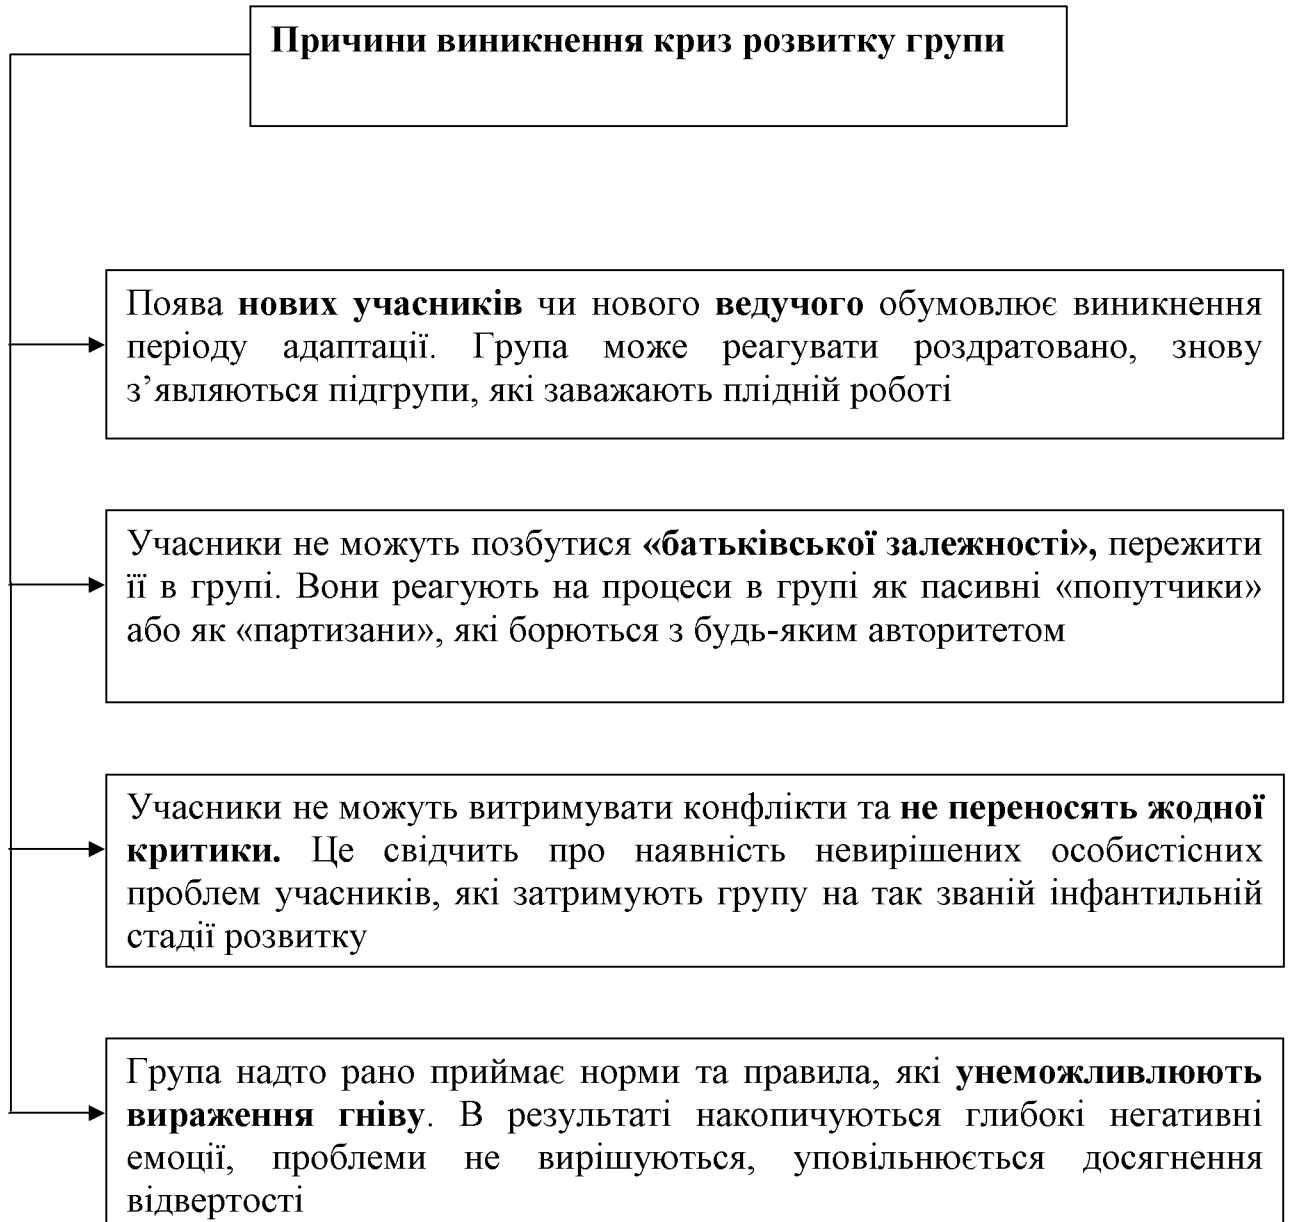 Причини виникнення криз розвитку групи
Поява нових учасників чи нового ведучого обумовлює виникнення
періоду адаптації. Група може реагувати роздратовано, знову
з’являються підгрупи, які заважають плідній роботі
Учасники не можуть позбутися «батьківської залежності», пережити
її в групі. Вони реагують на процеси в групі як пасивні «попутчики»
або як «партизани», які борються з будь-яким авторитетом
Учасники не можуть витримувати конфлікти та не переносять жодної
критики. Це свідчить про наявність невирішених особистісних
проблем учасників, які затримують групу на так званій інфантильній
стадії розвитку
Група надто рано приймає норми та правила, які унеможливлюють
вираження гніву. В результаті накопичуються глибокі негативні
емоції, проблеми не вирішуються, уповільнюється досягнення
відвертості